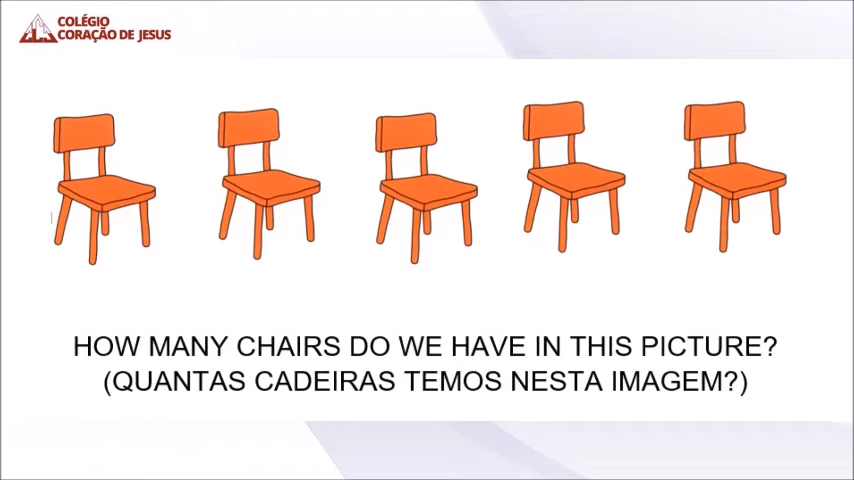 COLÉGIO
CORAÇÃO DE JESUS
HOW MANY CHAIRS DO WE HAVE IN THIS PICTURE?
(QUANTAS CADEIRAS TEMOS NESTA IMAGEM?)